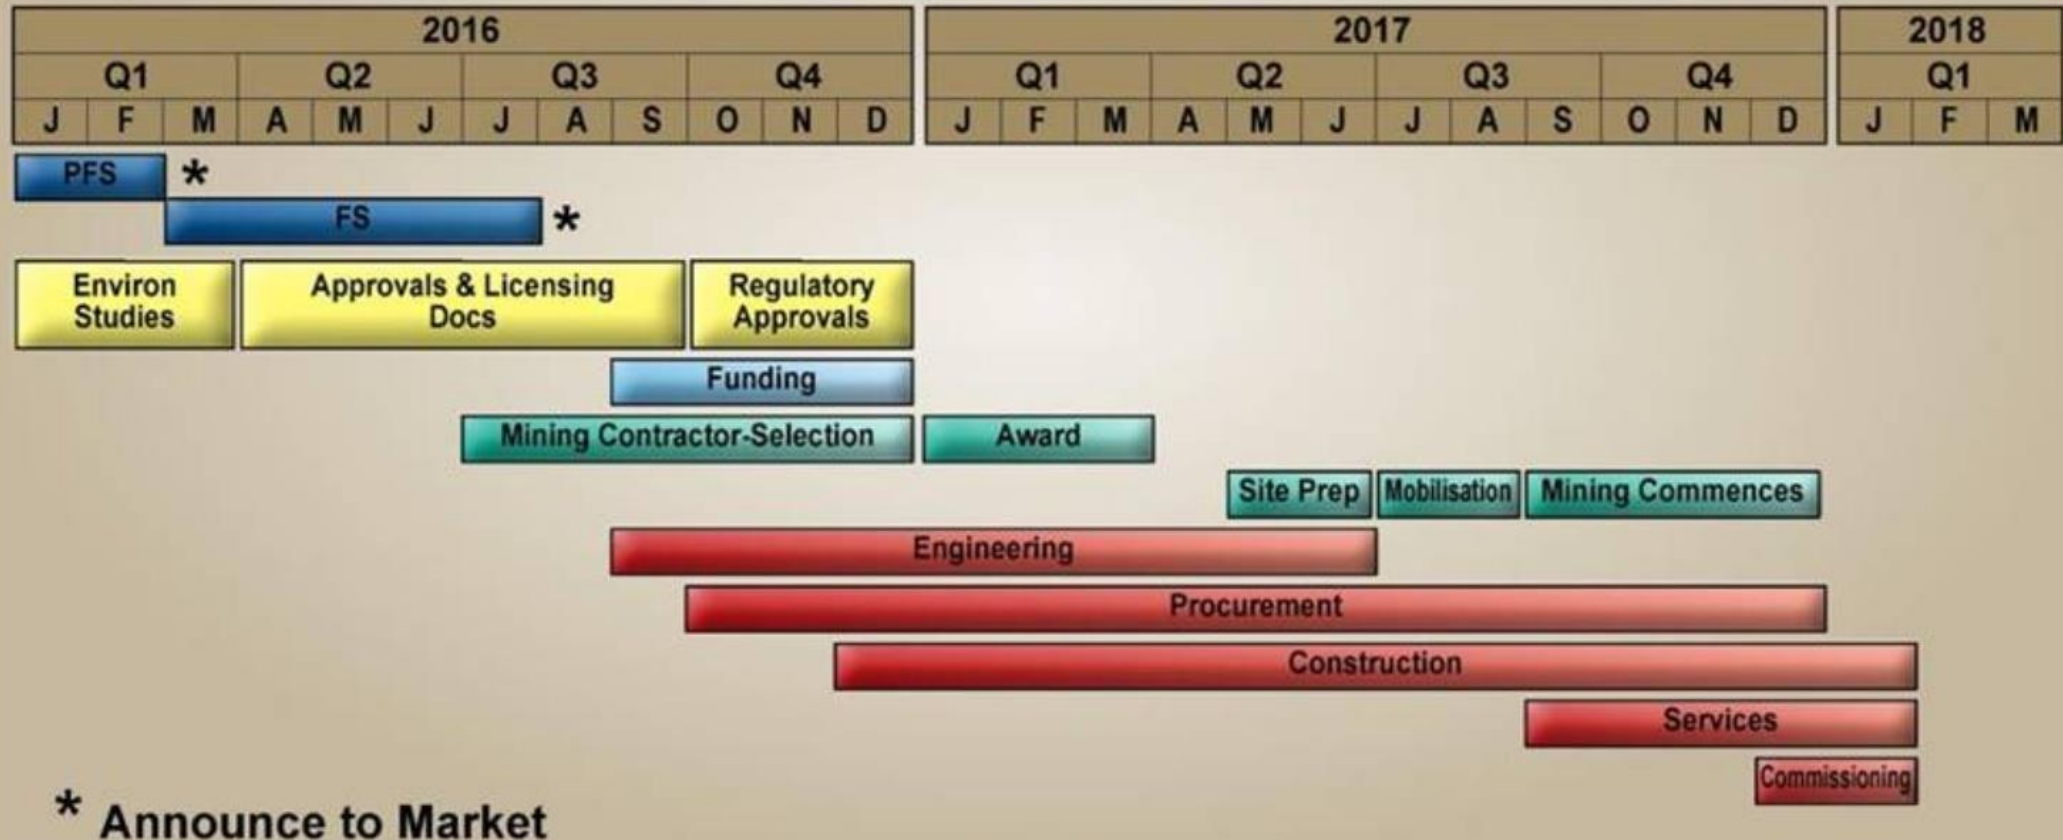 2016 2017 2018
Q1 Q2 Q3 Q4 Q1 Q2 Q3 Q4 Q1
J F M A M J J A S O N D J F M A M J J A S O N D J F M
PFS *
FS *
Environ
Studies
Approvals & Licensing
Docs
Regulatory
Approvals
Funding
Mining Contractor-Selection Award
Site Prep Mobilisation Mining Commences
Engineering
Procurement
Construction
Services
Commissioning
* Announce to Market